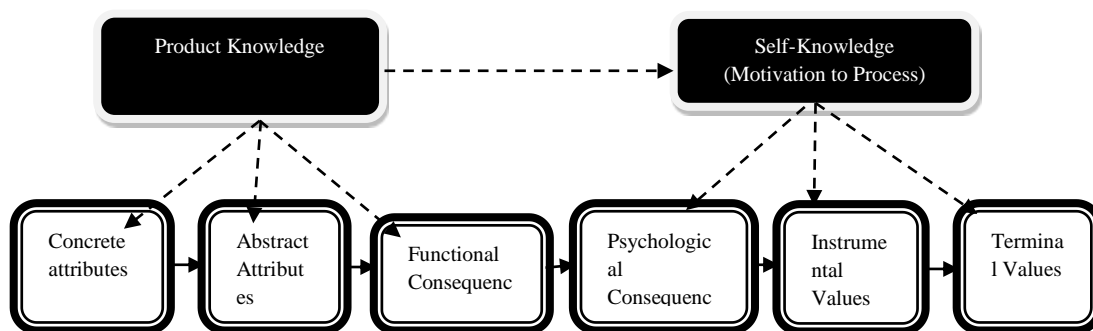 Product Knowledge
Self-Knowledge
(Motivation to Process)
Concrete
attributes
Abstract
Attribut
es
Functional
Consequenc
Psychologic
al
Consequenc
Instrume
ntal
Values
Termina
l Values